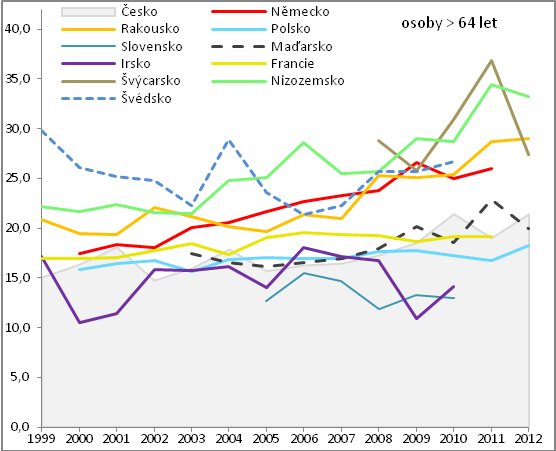 Česko Německo
osoby > 64 let
Rakousko Polsko
Slovensko Maďarsko
Irsko Francie
Švýcarsko Nizozemsko
Švédsko
40,0
35,0
30,0
25,0
20,0
15,0
10,0
5,0
0,0
1999 2000 2001 2002 2003 2004 2005 2006 2007 2008 2009 2010 2011 2012